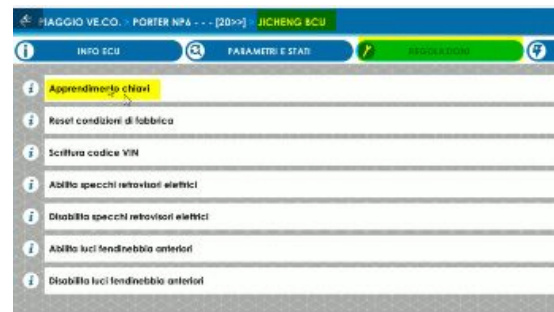 PIAGGIO VE.CO. - PORTER NP6 - - - [20>>] - JICHENG BCU
INFO ECU
PARAMETRI E STATI
REGOLAZIONI
Apprendimento chiavi
Reset condizioni di fabbrica
Scrittura codice VIN
Abilita specchi retrovisori elettrici
Disabilita specchi retrovisori elettrici
Abilita luci fendinebbia anteriori
Disabilita luci fendinebbia anteriori